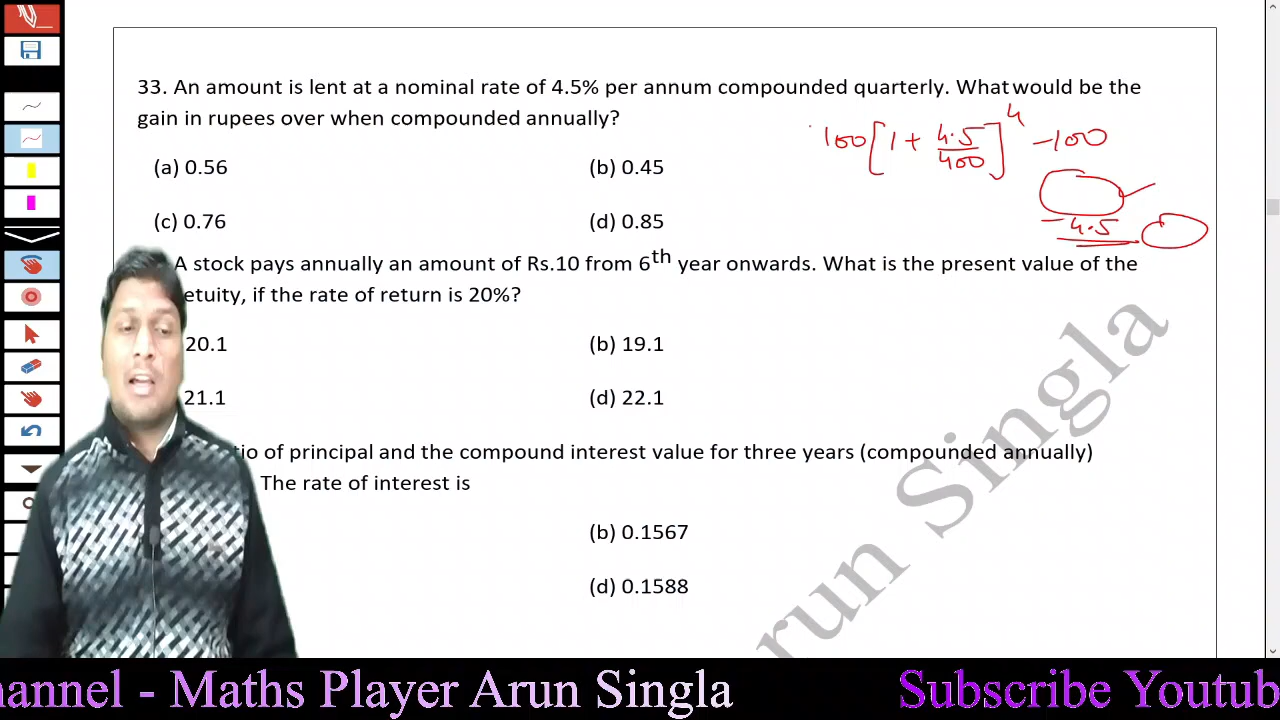 33. An amount is lent at a nominal rate of 4.5% per annum compounded quarterly. What would be the
gain in rupees over when compounded annually?
100[1 + 4.5/400]^4 - 100
(a) 0.56 (b) 0.45
- 4.5
(c) 0.76 (d) 0.85
A stock pays annually an amount of Rs.10 from 6th year onwards. What is the present value of the
etuity, if the rate of return is 20%?
20.1 (b) 19.1
21.1 (d) 22.1
tio of principal and the compound interest value for three years (compounded annually)
The rate of interest is
(b) 0.1567
(d) 0.1588
run Singla
hannel - Maths Player Arun Singla Subscribe Youtub